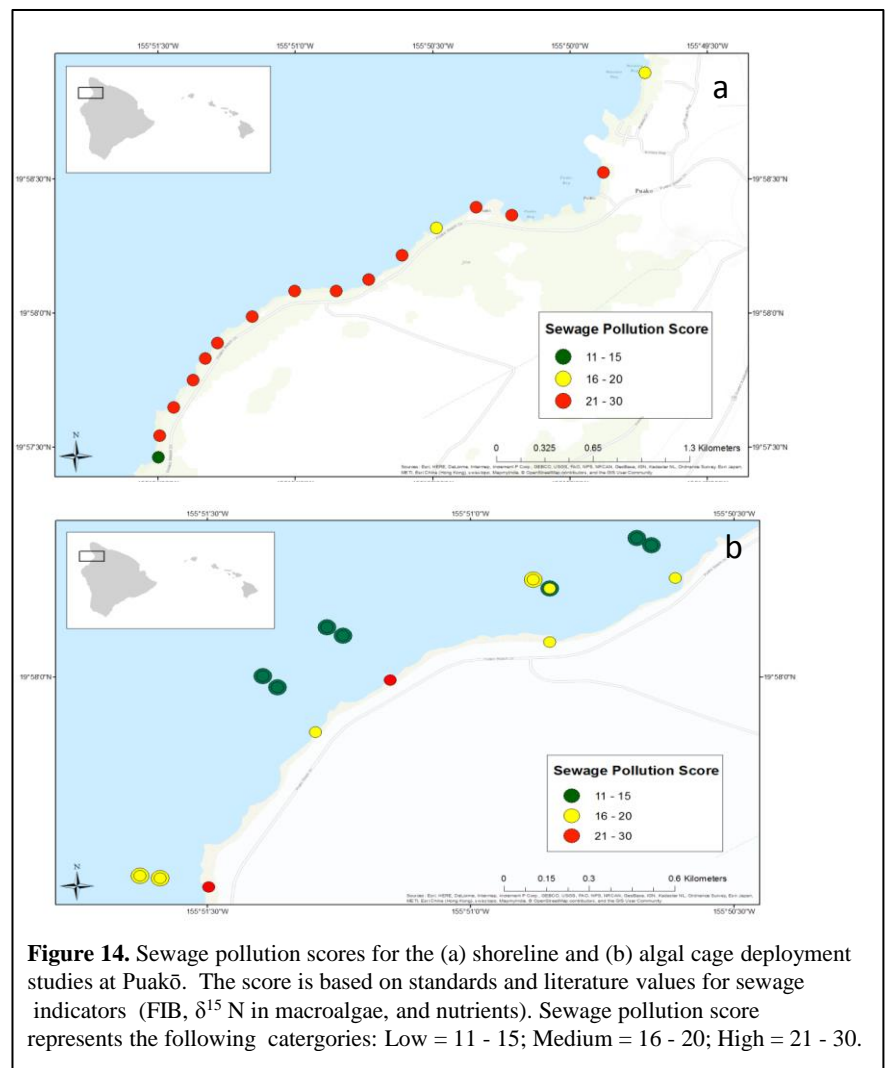 155°51'30"W 155°51'0"W 155°50'30"W 155°50'0"W 155°49'30"W
a
19°58'30"N 19°58'30"N
Puako
19°58'0"N 19°58'0"N
Sewage Pollution Score
11 - 15
16 - 20
21 - 30
19°57'30"N 19°57'30"N
N
0 0.325 0.65 1.3 Kilometers
155°51'30"W 155°51'0"W 155°50'30"W
b
19°58'0"N 19°58'0"N
Sewage Pollution Score
11 - 15
16 - 20
21 - 30
N
0 0.15 0.3 0.6 Kilometers
155°51'30"W 155°51'0"W 155°50'30"W
Figure 14. Sewage pollution scores for the (a) shoreline and (b) algal cage deployment
studies at Puakō. The score is based on standards and literature values for sewage
indicators (FIB, δ¹⁵ N in macroalgae, and nutrients). Sewage pollution score
represents the following catergories: Low = 11 - 15; Medium = 16 - 20; High = 21 - 30.